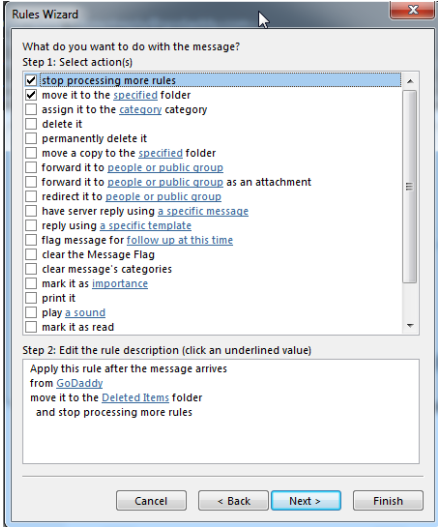 Rules Wizard
What do you want to do with the message?
Step 1: Select action(s)
stop processing more rules
move it to the specified folder
assign it to the category category
delete it
permanently delete it
move a copy to the specified folder
forward it to people or public group
forward it to people or public group as an attachment
redirect it to people or public group
have server reply using a specific message
reply using a specific template
flag message for follow up at this time
clear the Message Flag
clear message's categories
mark it as importance
print it
play a sound
mark it as read
Step 2: Edit the rule description (click an underlined value)
Apply this rule after the message arrives
from GoDaddy
move it to the Deleted Items folder
and stop processing more rules
Cancel < Back Next > Finish